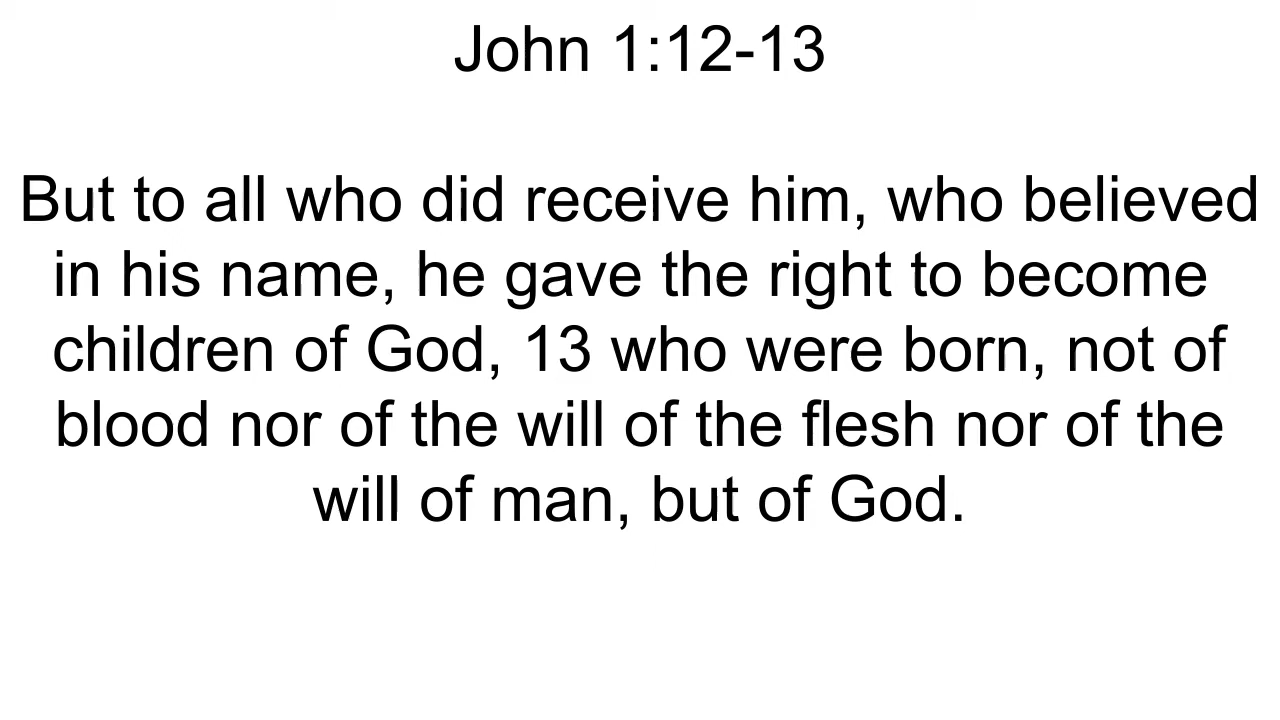 John 1:12-13
But to all who did receive him, who believed
in his name, he gave the right to become
children of God, 13 who were born, not of
blood nor of the will of the flesh nor of the
will of man, but of God.